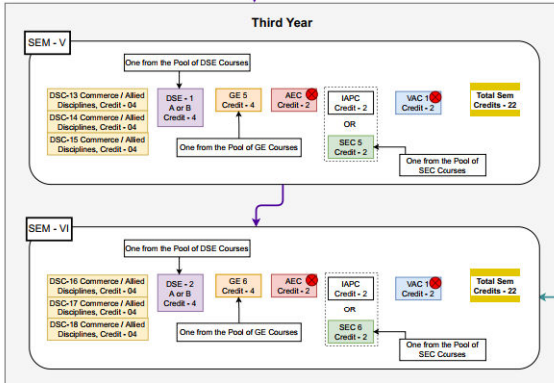 Third Year
SEM - V
One from the Pool of DSE Courses
DSC-13 Commerce / Allied
Disciplines, Credit - 04
DSC-14 Commerce / Allied
Disciplines, Credit - 04
DSC-15 Commerce / Allied
Disciplines, Credit - 04
DSE - 1
A or B
Credit - 4
GE 5
Credit - 4
AEC
Credit - 2
IAPC
Credit - 2
OR
SEC 5
Credit - 2
VAC 1
Credit - 2
Total Sem
Credits - 22
One from the Pool of GE Courses
One from the Pool of
SEC Courses
SEM - VI
One from the Pool of DSE Courses
DSC-16 Commerce / Allied
Disciplines, Credit - 04
DSC-17 Commerce / Allied
Disciplines, Credit - 04
DSC-18 Commerce / Allied
Disciplines, Credit - 04
DSE - 2
A or B
Credit - 4
GE 6
Credit - 4
AEC
Credit - 2
IAPC
Credit - 2
OR
SEC 6
Credit - 2
VAC 1
Credit - 2
Total Sem
Credits - 22
One from the Pool of GE Courses
One from the Pool of
SEC Courses